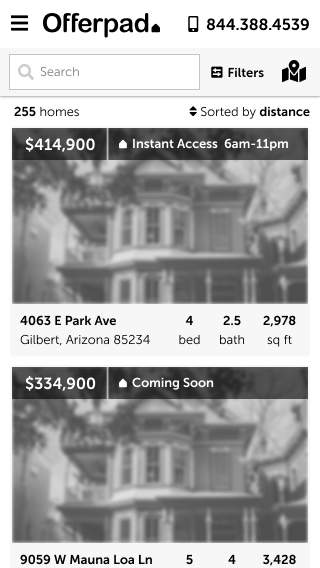 Offerpad.
844.388.4539
Search
Filters
255 homes
Sorted by distance
$414,900
Instant Access 6am-11pm
4063 E Park Ave
4 2.5 2,978
Gilbert, Arizona 85234
bed bath sq ft
$334,900
Coming Soon
9059 W Mauna Loa Ln
5 4 3,428